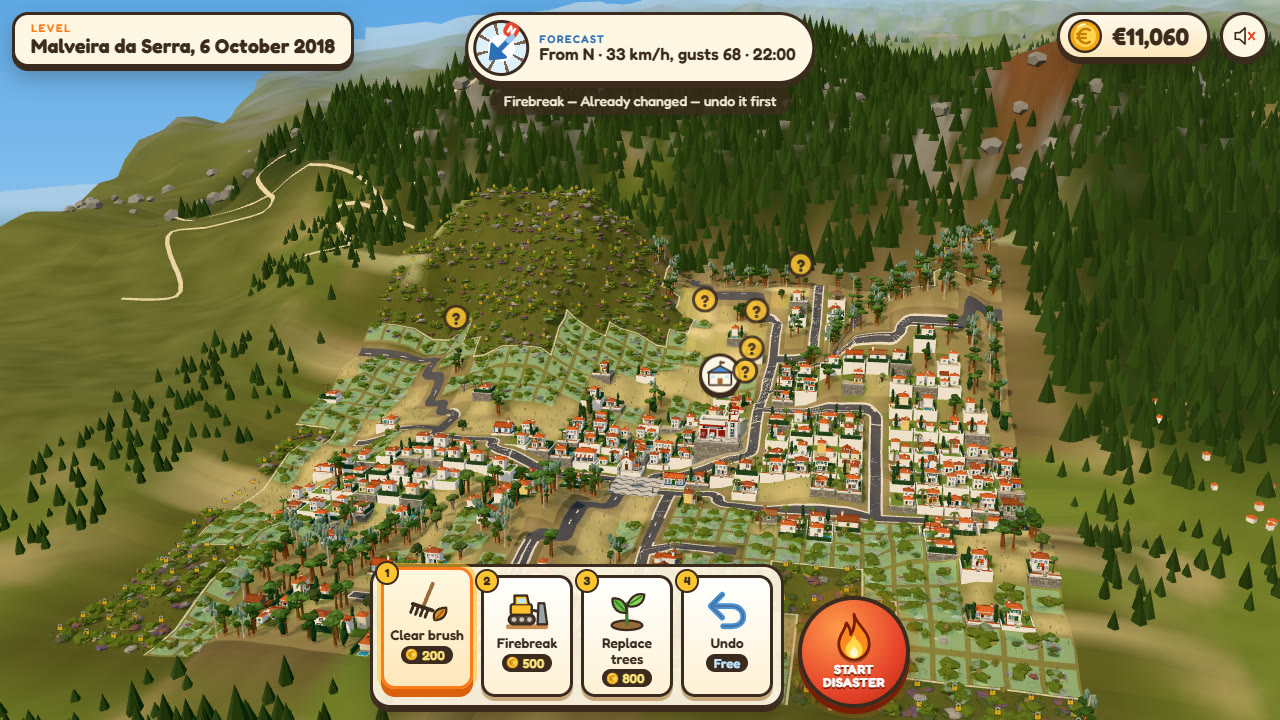 LEVEL
Malveira da Serra, 6 October 2018
N
FORECAST
From N · 33 km/h, gusts 68 · 22:00
€ €11,060
Firebreak — Already changed — undo it first
?
?
?
?
?
?
1
Clear brush
€ 200
2
Firebreak
€ 500
3
Replace
trees
€ 800
4
Undo
Free
START
DISASTER